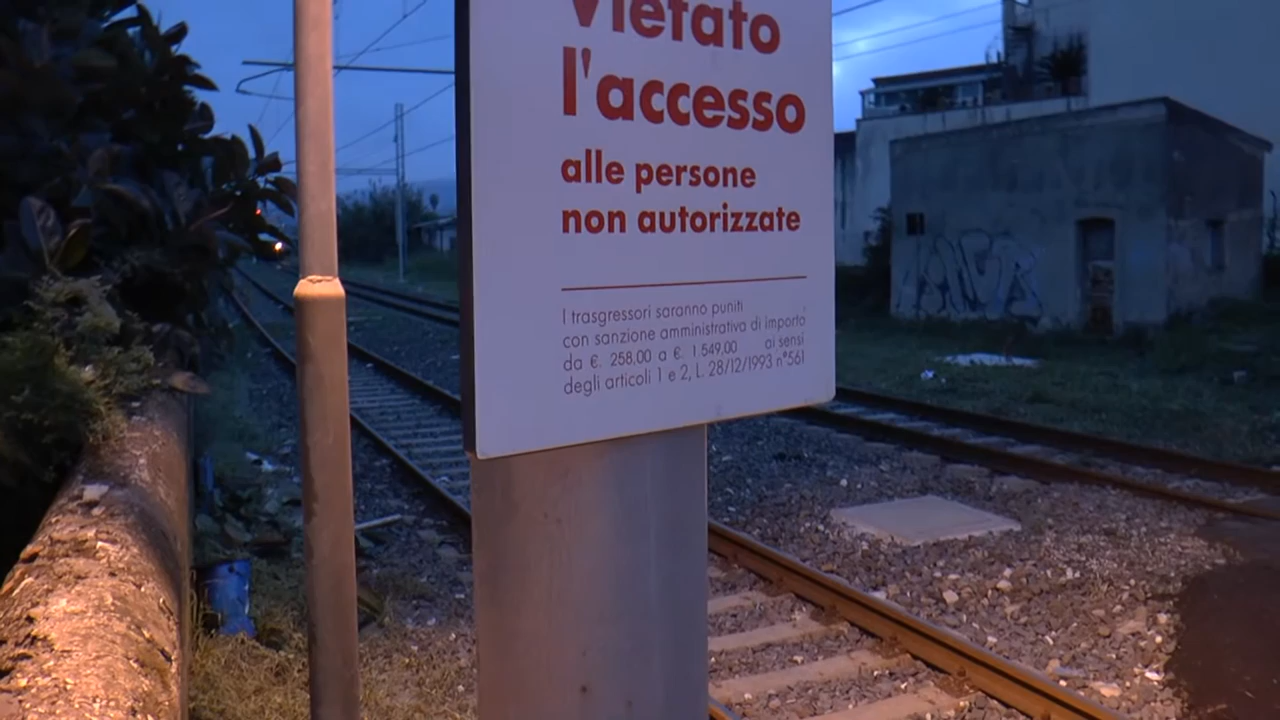 Vietato
l'accesso
alle persone
non autorizzate
I trasgressori saranno puniti
con sanzione amministrativa di importo
da €. 258,00 a €. 1.549,00 ai sensi
degli articoli 1 e 2, L. 28/12/1993 n°561